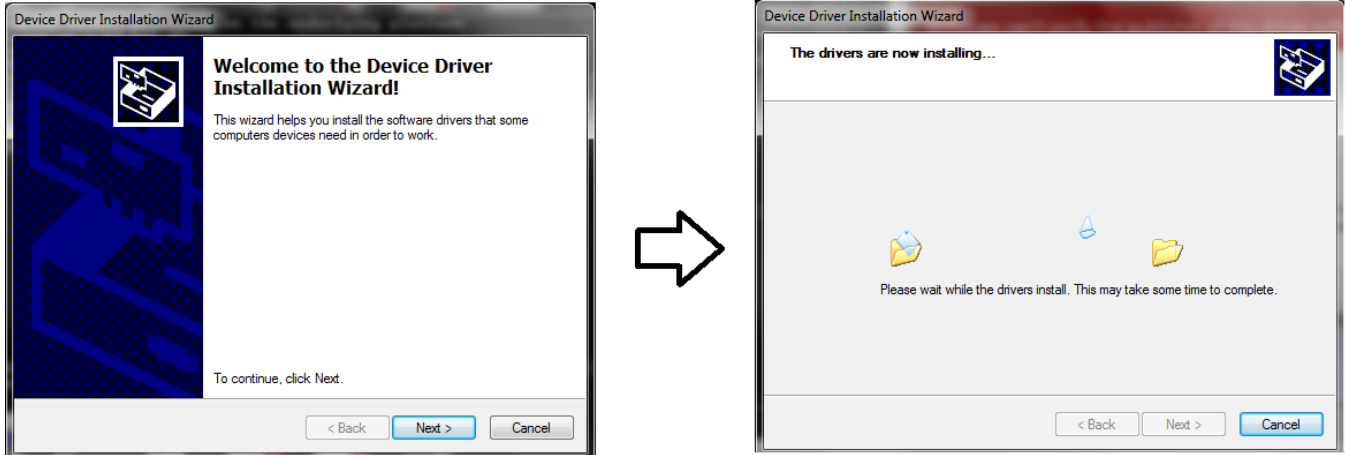 Device Driver Installation Wizard
Welcome to the Device Driver
Installation Wizard!
This wizard helps you install the software drivers that some
computers devices need in order to work.
To continue, click Next.
< Back
Next >
Cancel
Device Driver Installation Wizard
The drivers are now installing...
Please wait while the drivers install. This may take some time to complete.
< Back
Next >
Cancel